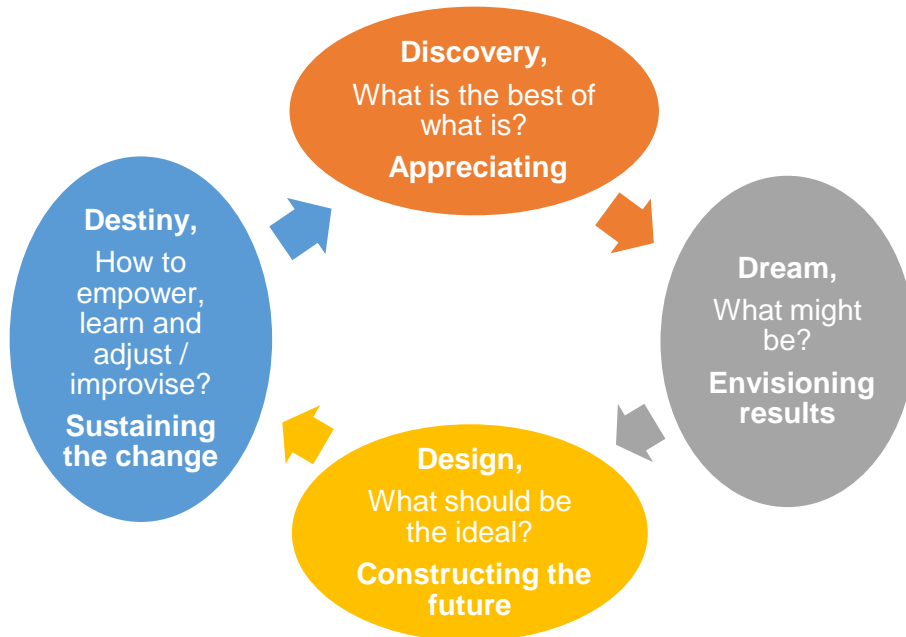 Discovery,
What is the best of
what is?
Appreciating
Dream,
What might
be?
Envisioning
results
Design,
What should be
the ideal?
Constructing the
future
Destiny,
How to
empower,
learn and
adjust /
improvise?
Sustaining
the change